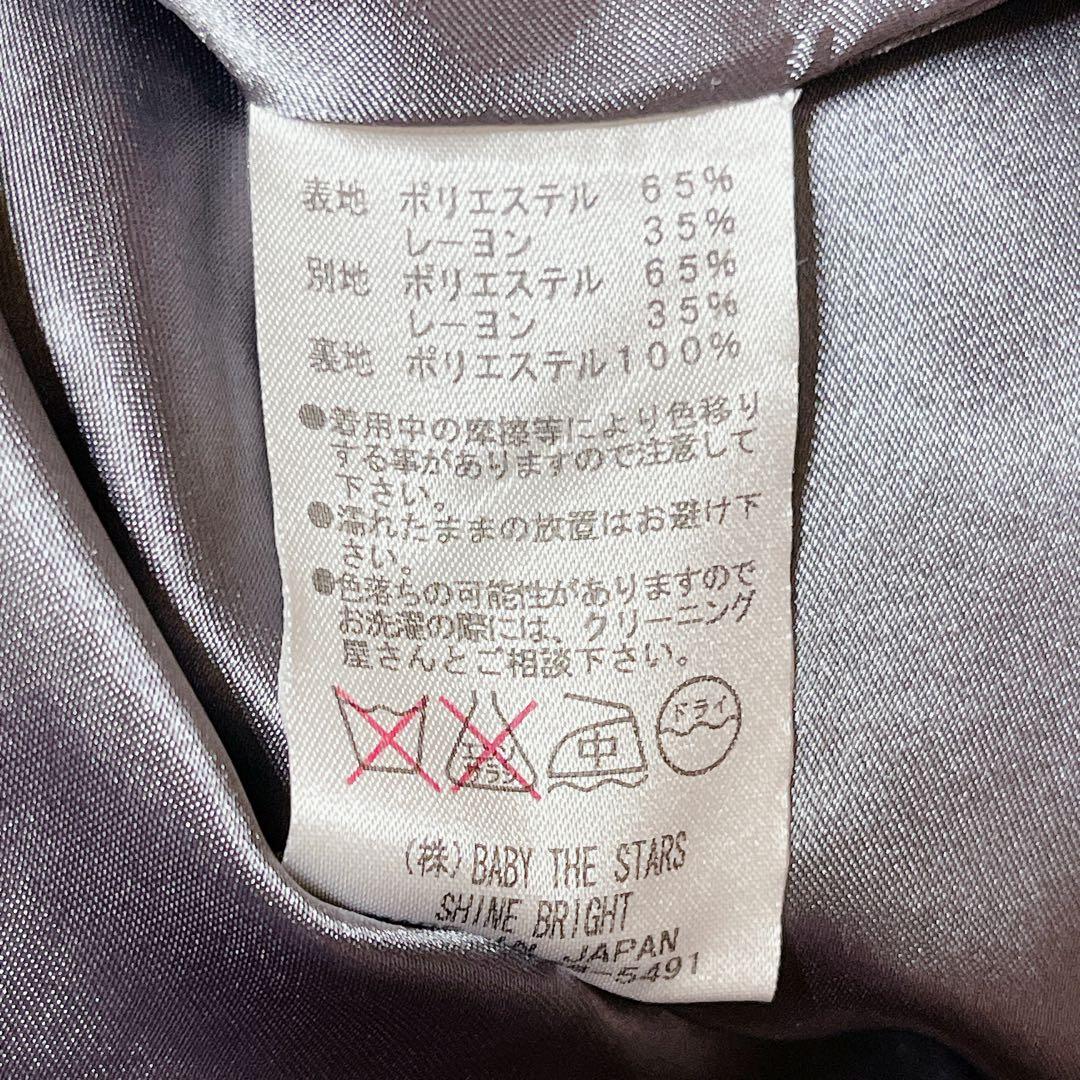 表地 ポリエステル 65%
レーヨン 35%
別地 ポリエステル 65%
レーヨン 35%
裏地 ポリエステル100%
●着用中の摩擦等により色移り
する事がありますので注意して
下さい。
●濡れたままの放置はお避け下
さい。
●色落ちの可能性がありますので
お洗濯の際には、クリーニング
屋さんとご相談下さい。
エンソ サラシ 中 ドライ
(株)BABY THE STARS
SHINE BRIGHT
JAPAN
-5491